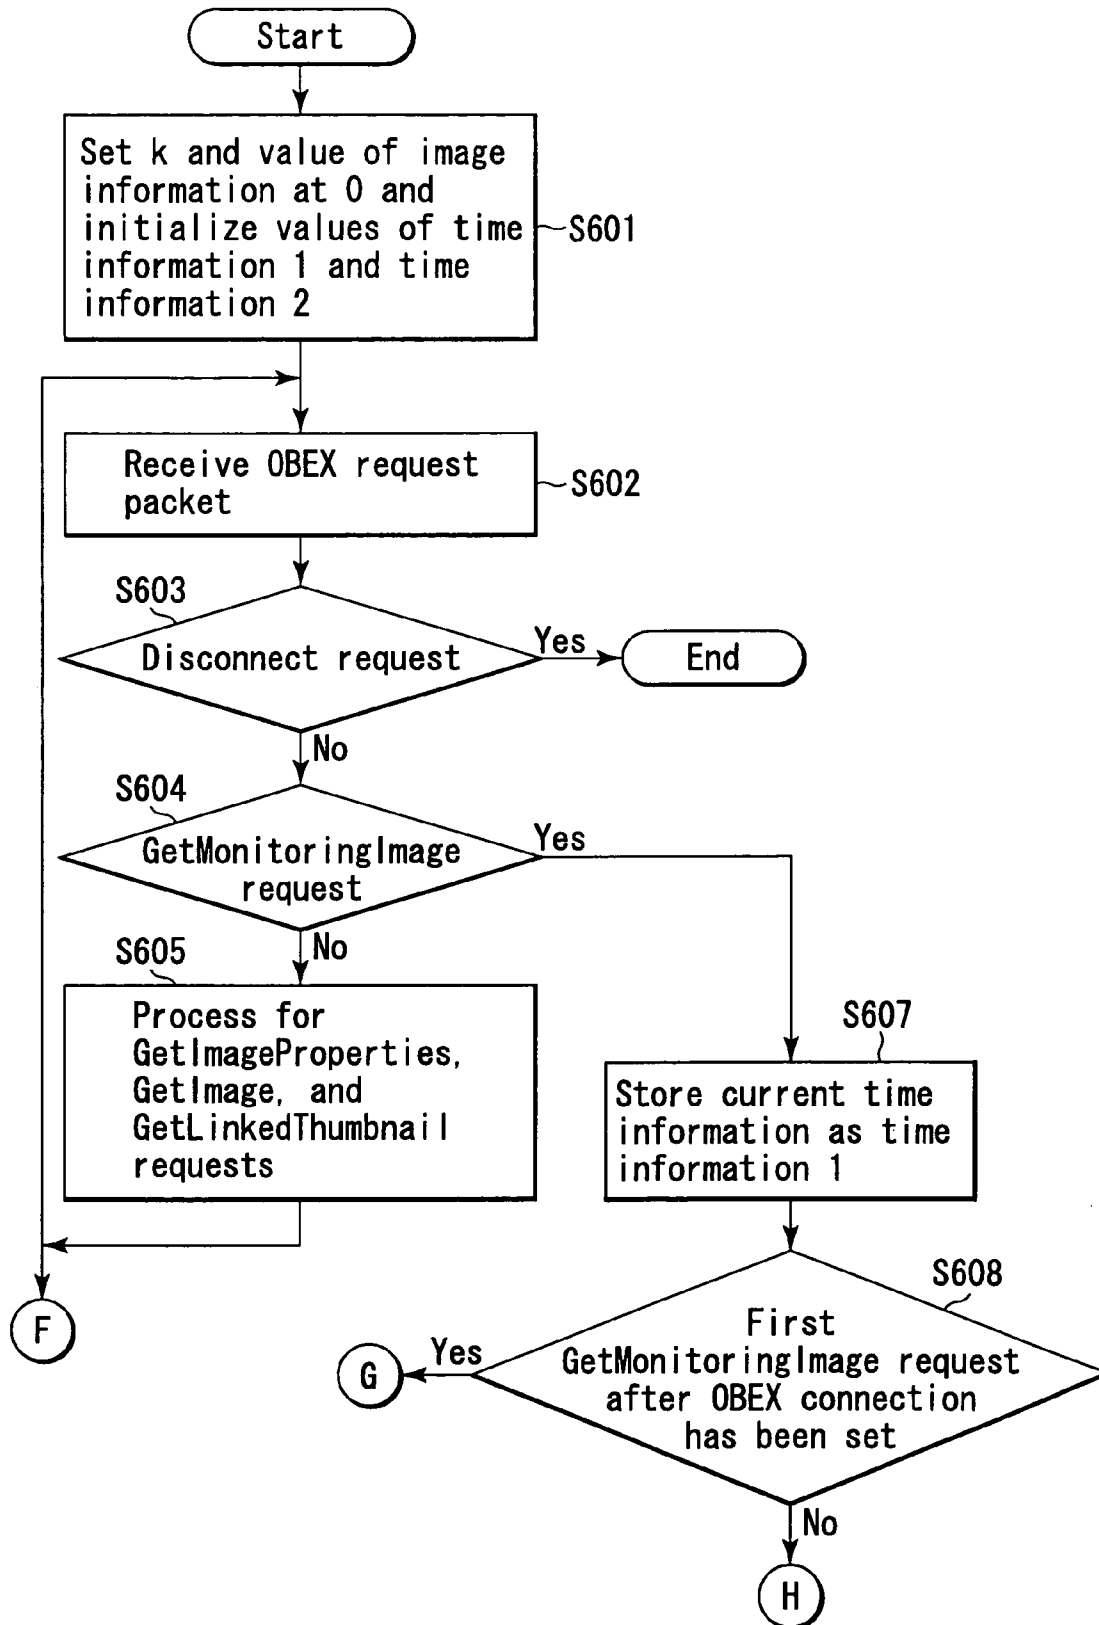 Start
Set k and value of image
information at 0 and
initialize values of time
information 1 and time
information 2
S601
Receive OBEX request
packet
S602
S603
Disconnect request
Yes
End
No
S604
GetMonitoringImage
request
Yes
No
S605
Process for
GetImageProperties,
GetImage, and
GetLinkedThumbnail
requests
S607
Store current time
information as time
information 1
F
S608
First
GetMonitoringImage request
after OBEX connection
has been set
Yes
G
No
H